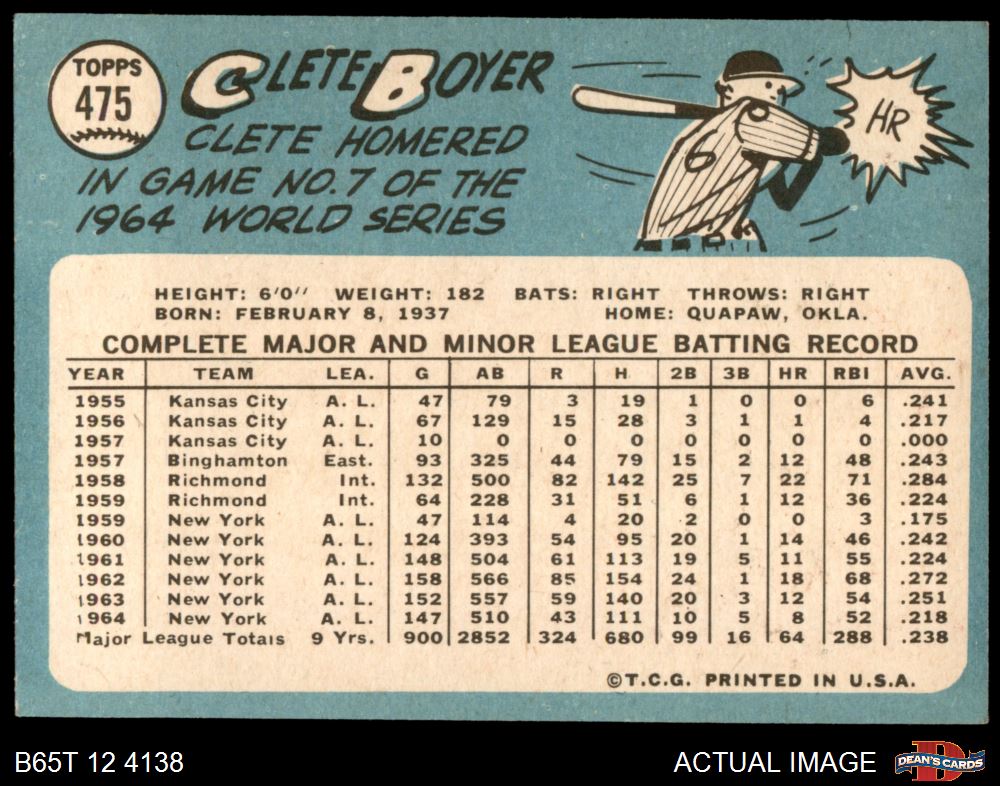 TOPPS
475
CLETE BOYER
CLETE HOMERED
IN GAME NO. 7 OF THE
1964 WORLD SERIES
6
HR
HEIGHT: 6'0" WEIGHT: 182 BATS: RIGHT THROWS: RIGHT
BORN: FEBRUARY 8, 1937 HOME: QUAPAW, OKLA.
COMPLETE MAJOR AND MINOR LEAGUE BATTING RECORD
YEAR TEAM LEA. G AB R H 2B 3B HR RBI AVG.
1955 Kansas City A. L. 47 79 3 19 1 0 0 6 .241
1956 Kansas City A. L. 67 129 15 28 3 1 1 4 .217
1957 Kansas City A. L. 10 0 0 0 0 0 0 0 .000
1957 Binghamton East. 93 325 44 79 15 2 12 48 .243
1958 Richmond Int. 132 500 82 142 25 7 22 71 .284
1959 Richmond Int. 64 228 31 51 6 1 12 36 .224
1959 New York A. L. 47 114 4 20 2 0 0 3 .175
1960 New York A. L. 124 393 54 95 20 1 14 46 .242
1961 New York A. L. 148 504 61 113 19 5 11 55 .224
1962 New York A. L. 158 566 85 154 24 1 18 68 .272
1963 New York A. L. 152 557 59 140 20 3 12 54 .251
1964 New York A. L. 147 510 43 111 10 5 8 52 .218
Major League Totals 9 Yrs. 900 2852 324 680 99 16 64 288 .238
©T.C.G. PRINTED IN U.S.A.
B65T 12 4138
ACTUAL IMAGE
D
DEAN'S CARDS